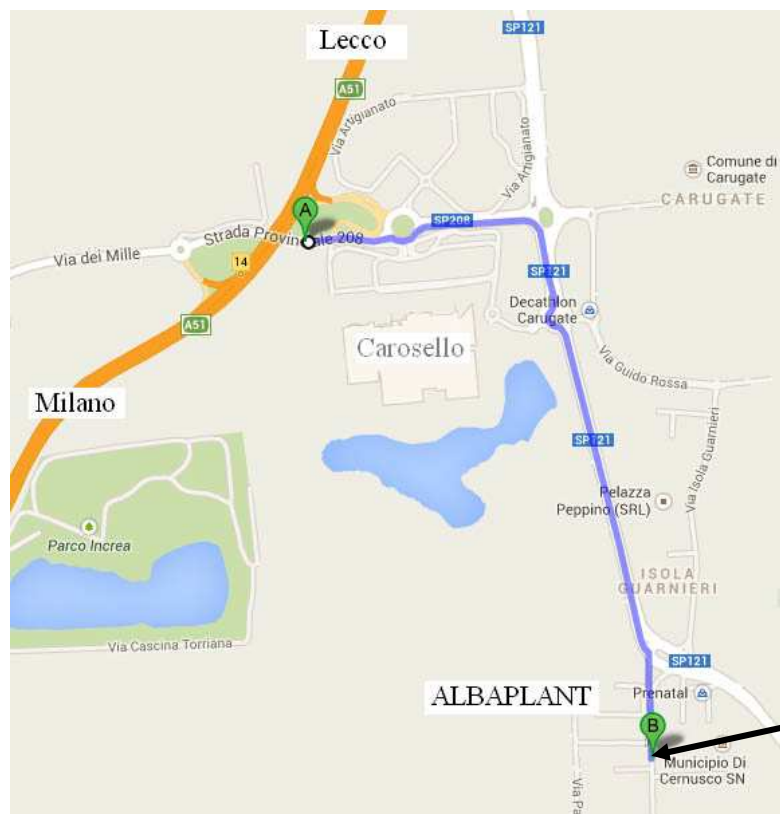 Lecco
SP121
A51
Via Artigianato
Via Artigianato
Comune di
Carugate
CARUGATE
A
SP208
Strada Provinciale 208
Via dei Mille
14
SP121
Decathlon
Carugate
A51
Carosello
Via Guido Rossa
Milano
SP121
Via Isola Guarnieri
Pelazza
Peppino (SRL)
Parco Increa
ISOLA
GUARNIERI
Via Cascina Torriana
SP121
ALBAPLANT
Prenatal
B
Municipio Di
Cernusco SN